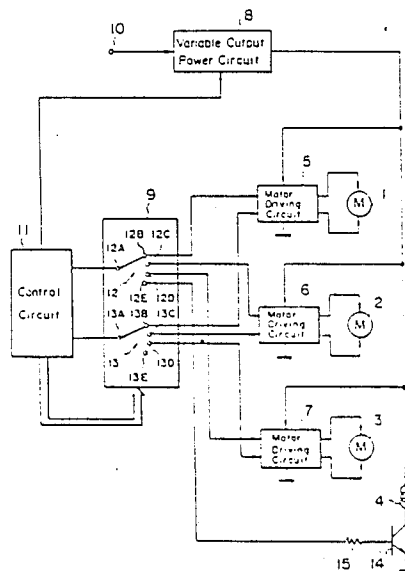 8
10
Variable Output
Power Circuit
5
9
Motor
Driving
Circuit
M
1
11
12B
12C
12A
12
12E
12D
6
Control
Circuit
13A
13B
13C
Motor
Driving
Circuit
M
2
13
13D
13E
7
3
Motor
Driving
Circuit
M
4
15
14